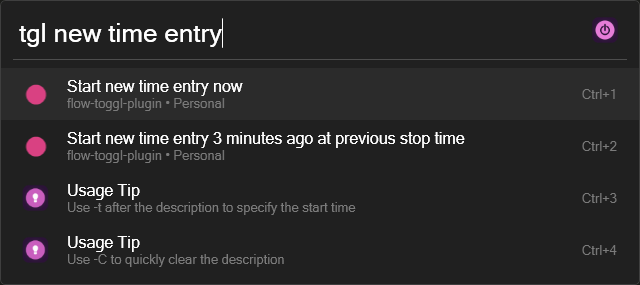 tgl new time entry
Start new time entry now
flow-toggl-plugin • Personal
Ctrl+1
Start new time entry 3 minutes ago at previous stop time
flow-toggl-plugin • Personal
Ctrl+2
Usage Tip
Use -t after the description to specify the start time
Ctrl+3
Usage Tip
Use -C to quickly clear the description
Ctrl+4